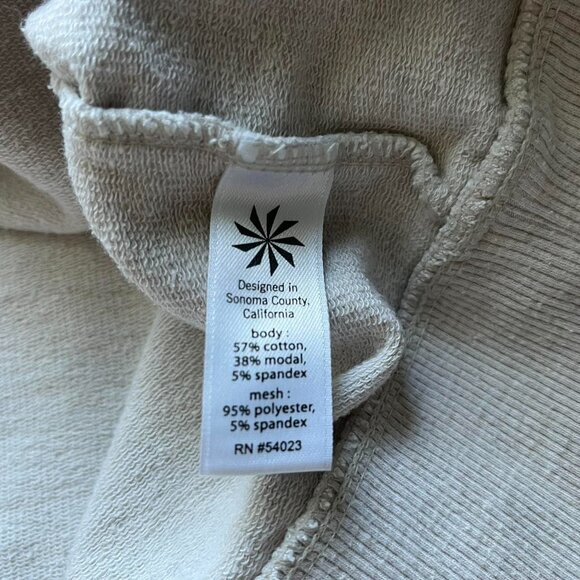 Designed in
Sonoma County,
California
body :
57% cotton,
38% modal,
5% spandex
mesh :
95% polyester,
5% spandex
RN #54023